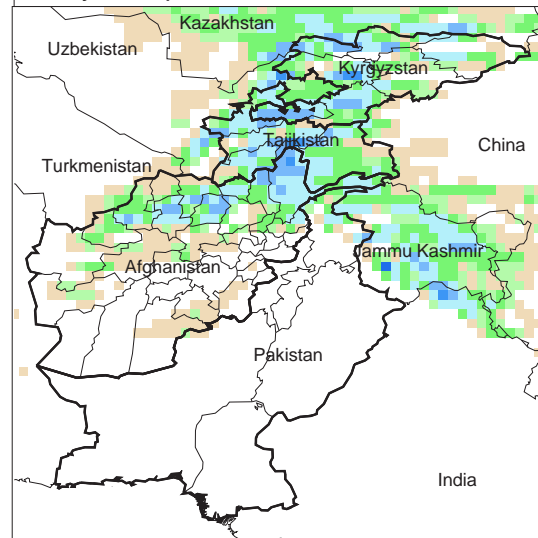 Kazakhstan
Uzbekistan
Kyrgyzstan
Tajikistan
China
Turkmenistan
Jammu Kashmir
Afghanistan
Pakistan
India